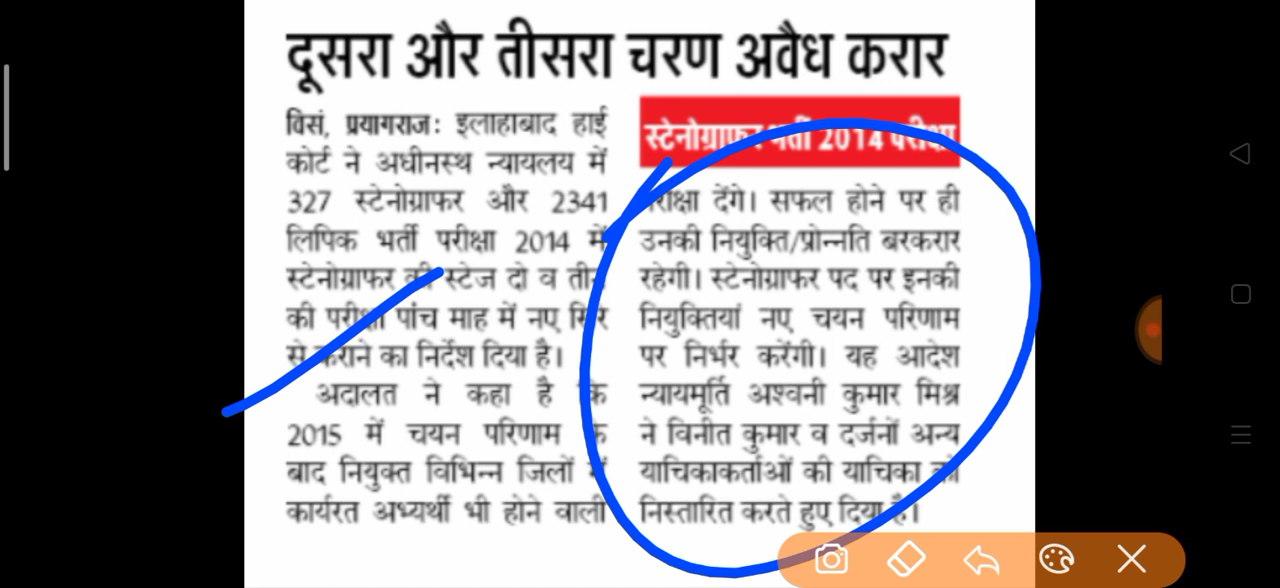 दूसरा और तीसरा चरण अवैध करार
विसं, प्रयागराज: इलाहाबाद हाई
कोर्ट ने अधीनस्थ न्यायलय में
327 स्टेनोग्राफर और 2341
लिपिक भर्ती परीक्षा 2014 में
स्टेनोग्राफर की स्टेज दो व तीन
की परीक्षा पांच माह में नए सिरे
से कराने का निर्देश दिया है।
अदालत ने कहा है कि
2015 में चयन परिणाम के
बाद नियुक्त विभिन्न जिलों में
कार्यरत अभ्यर्थी भी होने वाली
स्टेनोग्राफर भर्ती 2014 परीक्षा
परीक्षा देंगे। सफल होने पर ही
उनकी नियुक्ति/प्रोन्नति बरकरार
रहेगी। स्टेनोग्राफर पद पर इनकी
नियुक्तियां नए चयन परिणाम
पर निर्भर करेंगी। यह आदेश
न्यायमूर्ति अश्वनी कुमार मिश्र
ने विनीत कुमार व दर्जनों अन्य
याचिकाकर्ताओं की याचिका को
निस्तारित करते हुए दिया है।